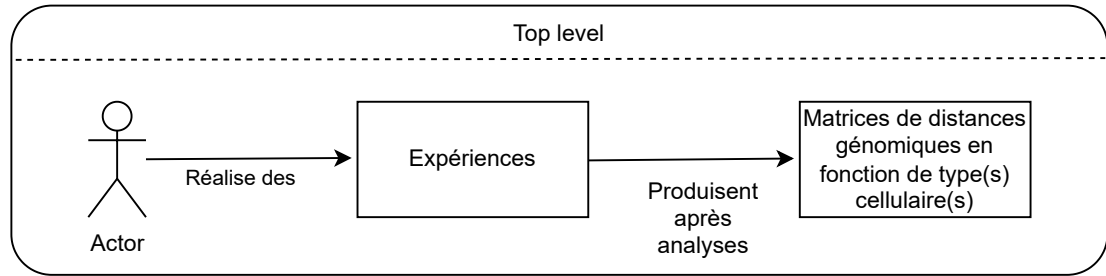 Top level
Actor
Réalise des
Expériences
Produisent
après
analyses
Matrices de distances
génomiques en
fonction de type(s)
cellulaire(s)